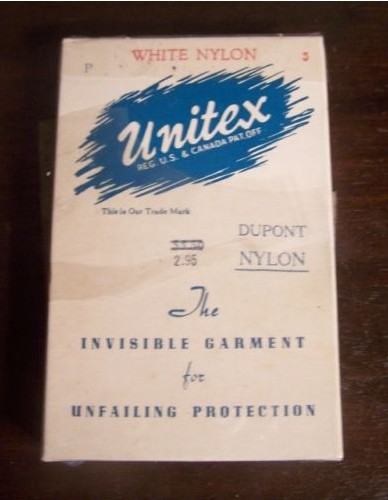 WHITE NYLON
P
3
Unitex
REG. U.S. & CANADA PAT. OFF
This is Our Trade Mark
DUPONT
2.95
NYLON
The
INVISIBLE GARMENT
for
UNFAILING PROTECTION